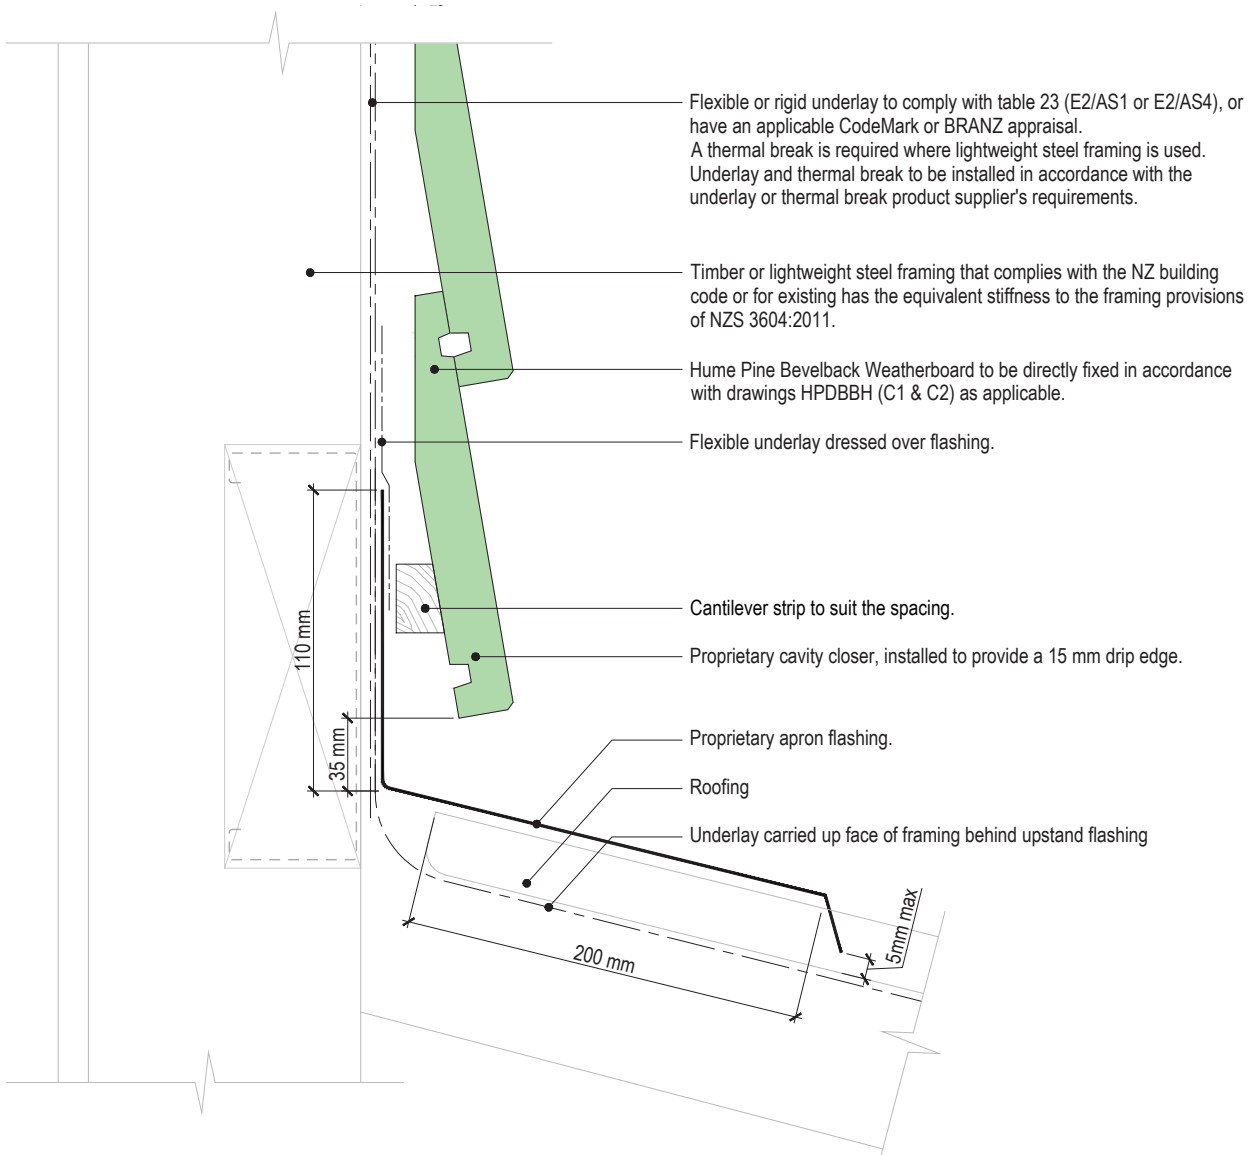 Flexible or rigid underlay to comply with table 23 (E2/AS1 or E2/AS4), or
have an applicable CodeMark or BRANZ appraisal.
A thermal break is required where lightweight steel framing is used.
Underlay and thermal break to be installed in accordance with the
underlay or thermal break product supplier's requirements.
Timber or lightweight steel framing that complies with the NZ building
code or for existing has the equivalent stiffness to the framing provisions
of NZS 3604:2011.
Hume Pine Bevelback Weatherboard to be directly fixed in accordance
with drawings HPDBBH (C1 & C2) as applicable.
Flexible underlay dressed over flashing.
Cantilever strip to suit the spacing.
110 mm
Proprietary cavity closer, installed to provide a 15 mm drip edge.
35 mm
Proprietary apron flashing.
Roofing
Underlay carried up face of framing behind upstand flashing
5mm max
200 mm